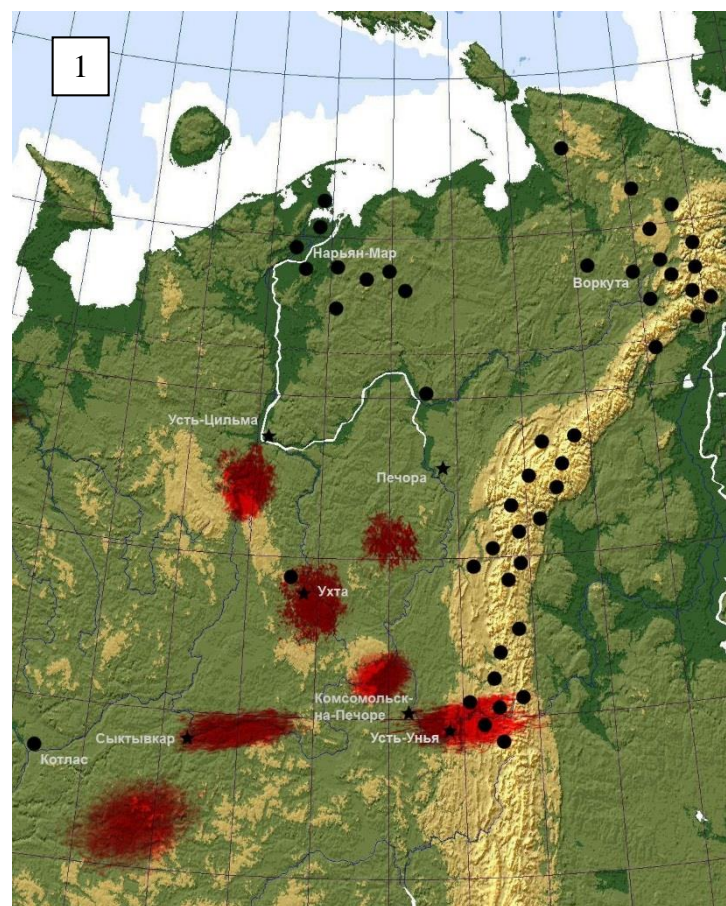 1
Нарьян-Мар
Воркута
Усть-Цильма
Печора
Ухта
Комсомольск-
на-Печоре
Сыктывкар
Усть-Унья
Котлас